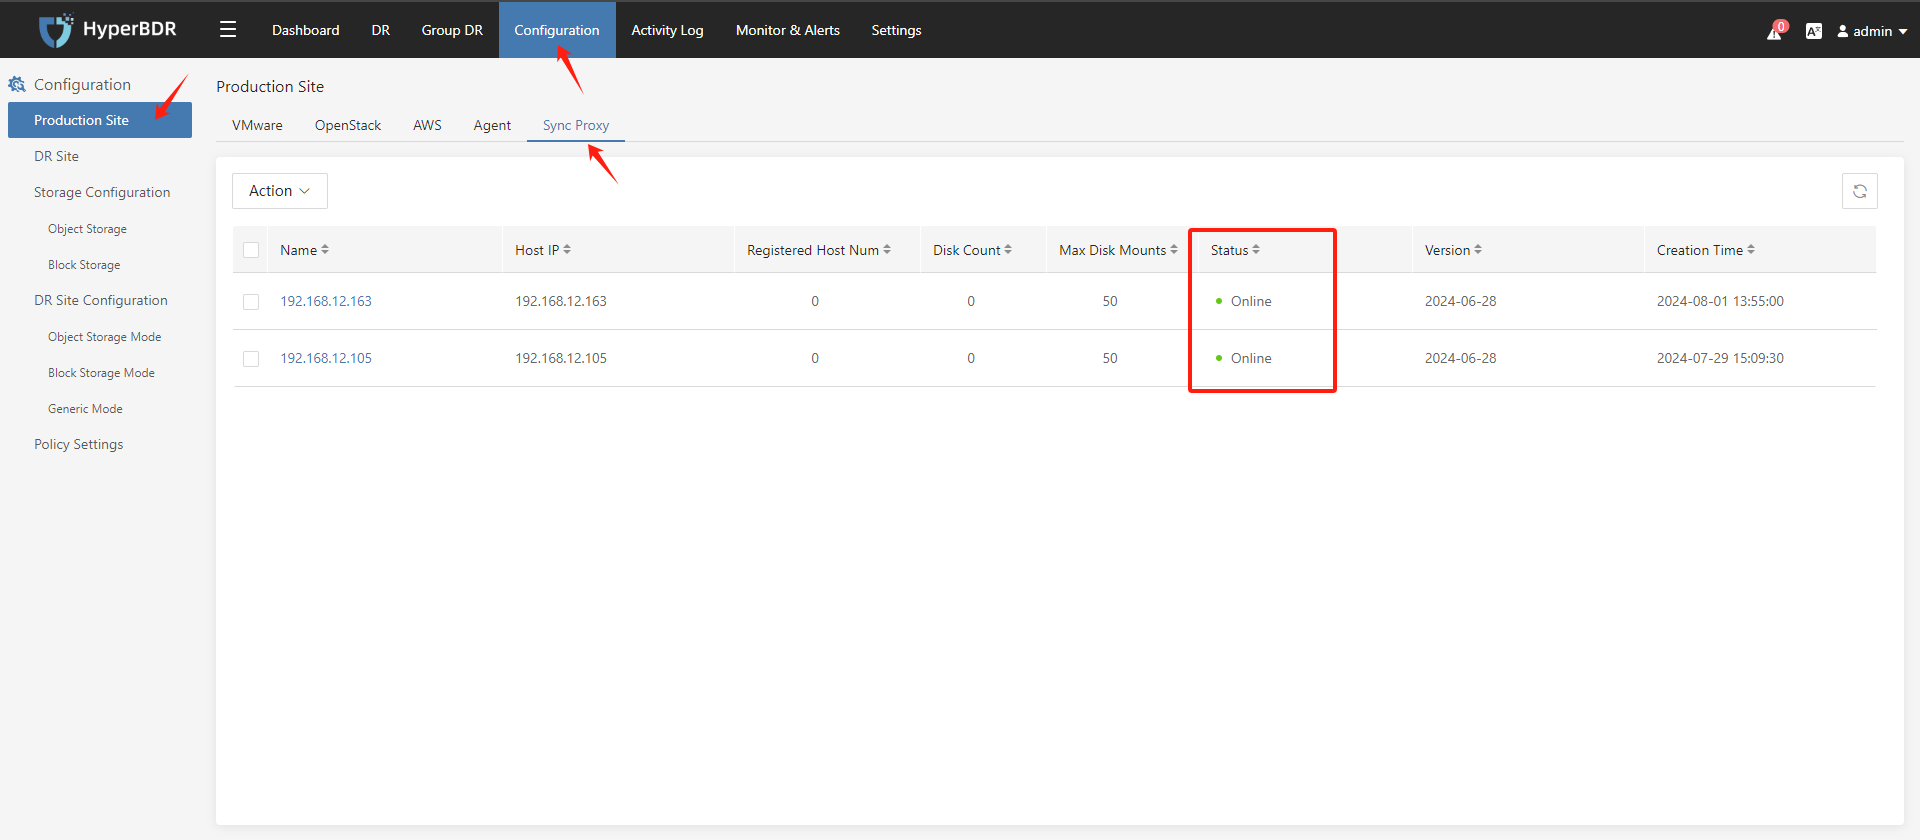 HyperBDR
Dashboard DR Group DR Configuration Activity Log Monitor & Alerts Settings
0 admin
Configuration
Production Site
DR Site
Storage Configuration
Object Storage
Block Storage
DR Site Configuration
Object Storage Mode
Block Storage Mode
Generic Mode
Policy Settings
Production Site
VMware OpenStack AWS Agent Sync Proxy
Action
Name Host IP Registered Host Num Disk Count Max Disk Mounts Status Version Creation Time
192.168.12.163 192.168.12.163 0 0 50 Online 2024-06-28 2024-08-01 13:55:00
192.168.12.105 192.168.12.105 0 0 50 Online 2024-06-28 2024-07-29 15:09:30